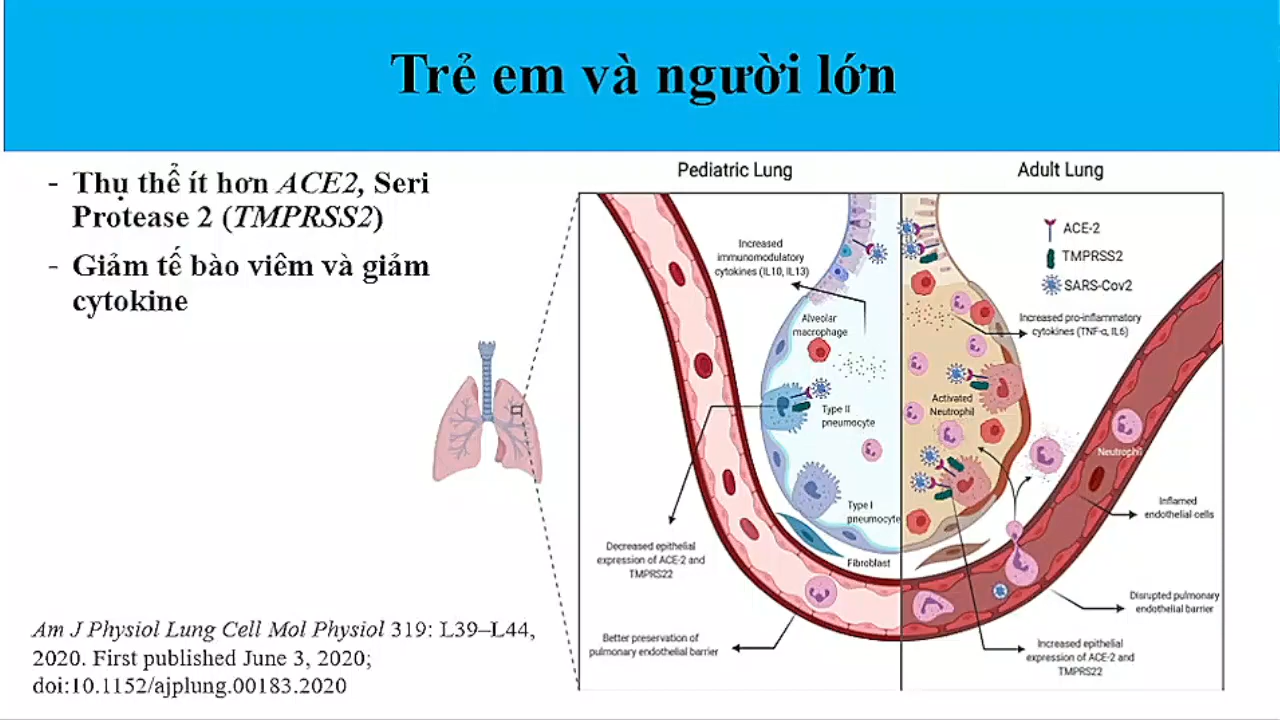 Trẻ em và người lớn
- Thụ thể ít hơn ACE2, Seri
Protease 2 (TMPRSS2)
- Giảm tế bào viêm và giảm
cytokine
Am J Physiol Lung Cell Mol Physiol 319: L39–L44,
2020. First published June 3, 2020;
doi:10.1152/ajplung.00183.2020
Pediatric Lung
Increased
immunomodulatory
cytokines (IL10, IL13)
Alveolar
macrophage
Type II
pneumocyte
Type I
pneumocyte
Fibroblast
Decreased epithelial
expression of ACE-2 and
TMPRS22
Better preservation of
pulmonary endothelial barrier
Adult Lung
ACE-2
TMPRSS2
SARS-Cov2
Increased pro-inflammatory
cytokines (TNF-α, IL6)
Activated
Neutrophil
Neutrophil
Inflamed
endothelial cells
Disrupted pulmonary
endothelial barrier
Increased epithelial
expression of ACE-2 and
TMPRS22